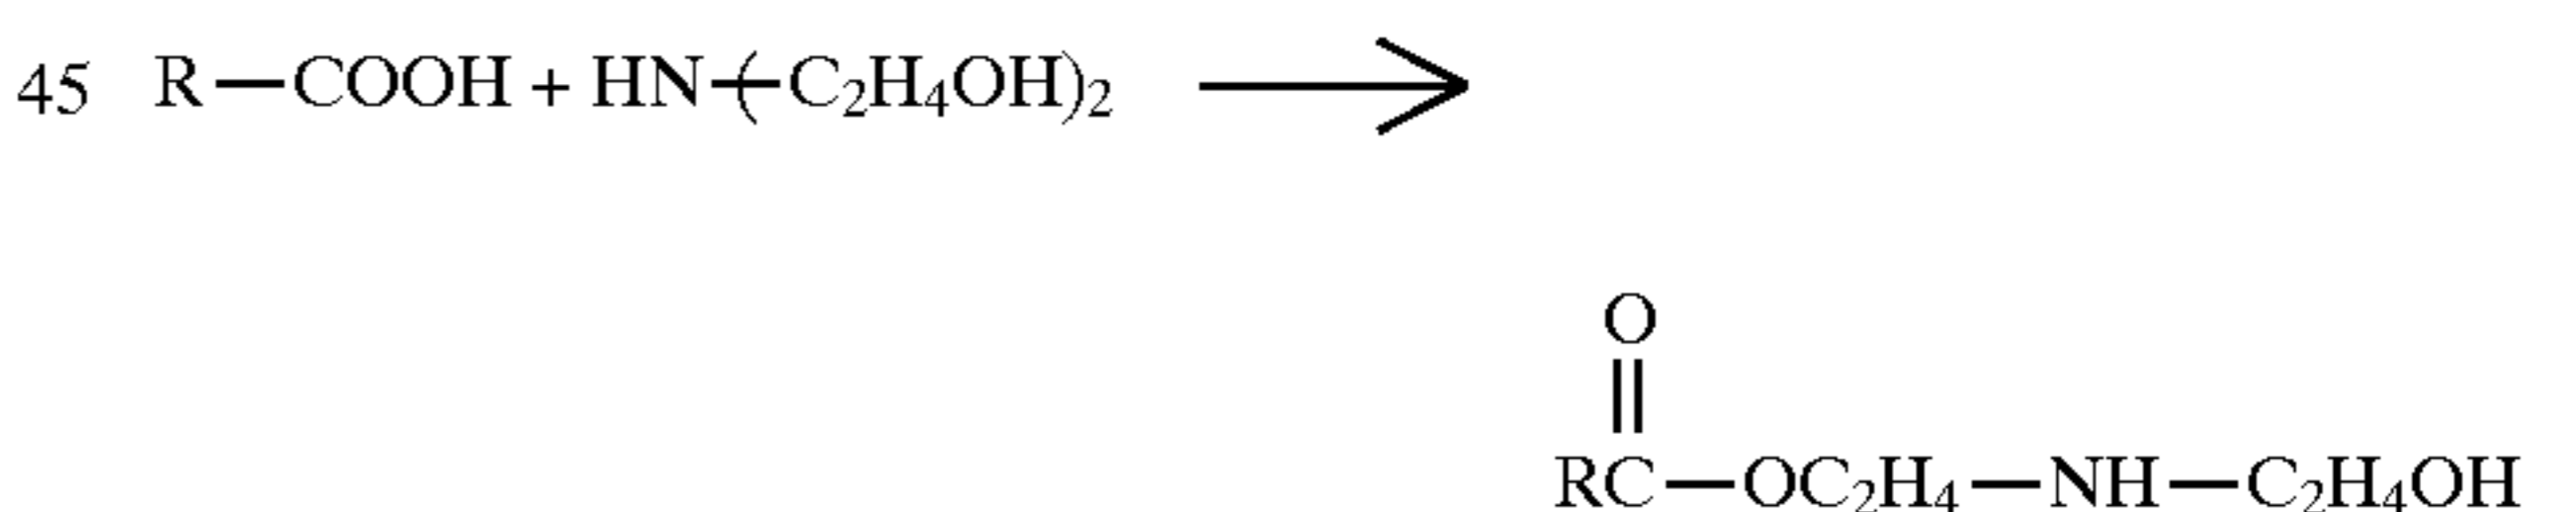 45 R—COOH + HN—(C₂H₄OH)₂ ⟶
O
||
RC—OC₂H₄—NH—C₂H₄OH